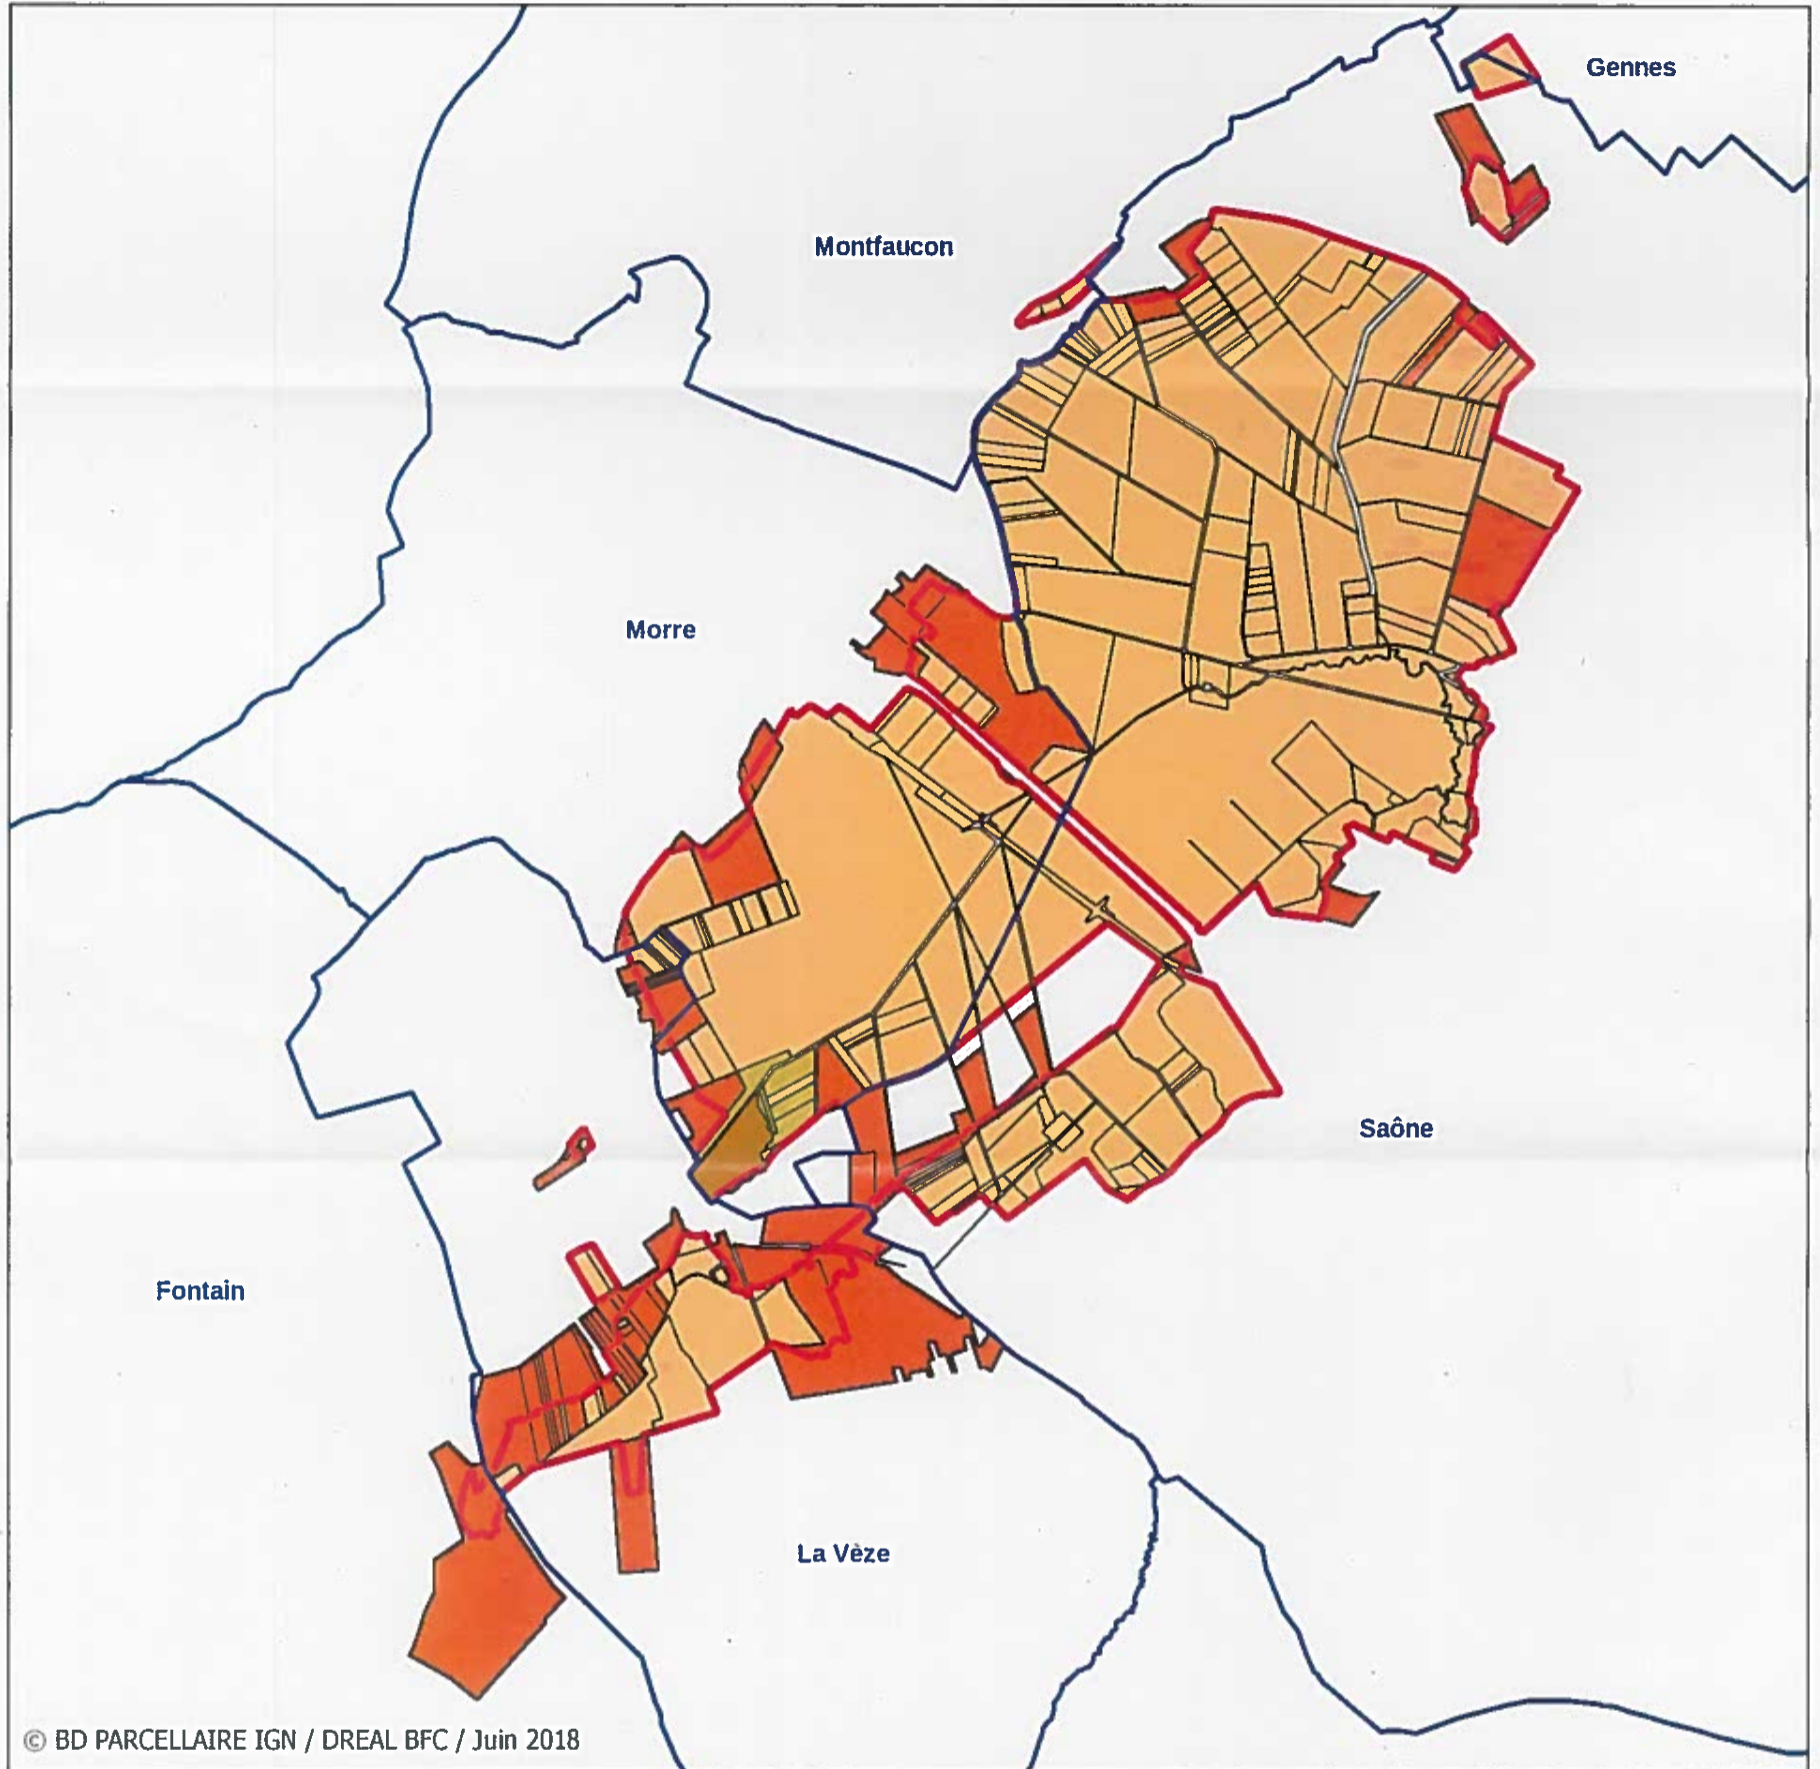 Gennes
Montfaucon
Morre
Saône
Fontain
La Vèze
© BD PARCELLAIRE IGN / DREAL BFC / Juin 2018